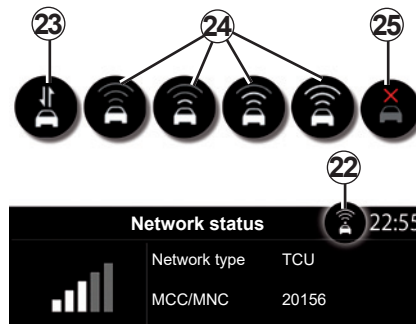 23 24 25
22
Network status 22:55
Network type TCU
MCC/MNC 20156